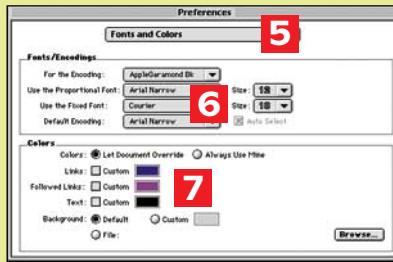 Preferences
Fonts and Colors 5
Fonts/Encodings
For the Encoding: AppleGaramond Bk
Use the Proportional Font: Arial Narrow Size: 18
Use the Fixed Font: Courier 6 Size: 10
Default Encoding: Arial Narrow Auto Select
Colors
Colors: Let Document Override Always Use Mine
Links: Custom
Followed Links: Custom 7
Text: Custom
Background: Default Custom
File: Browse...